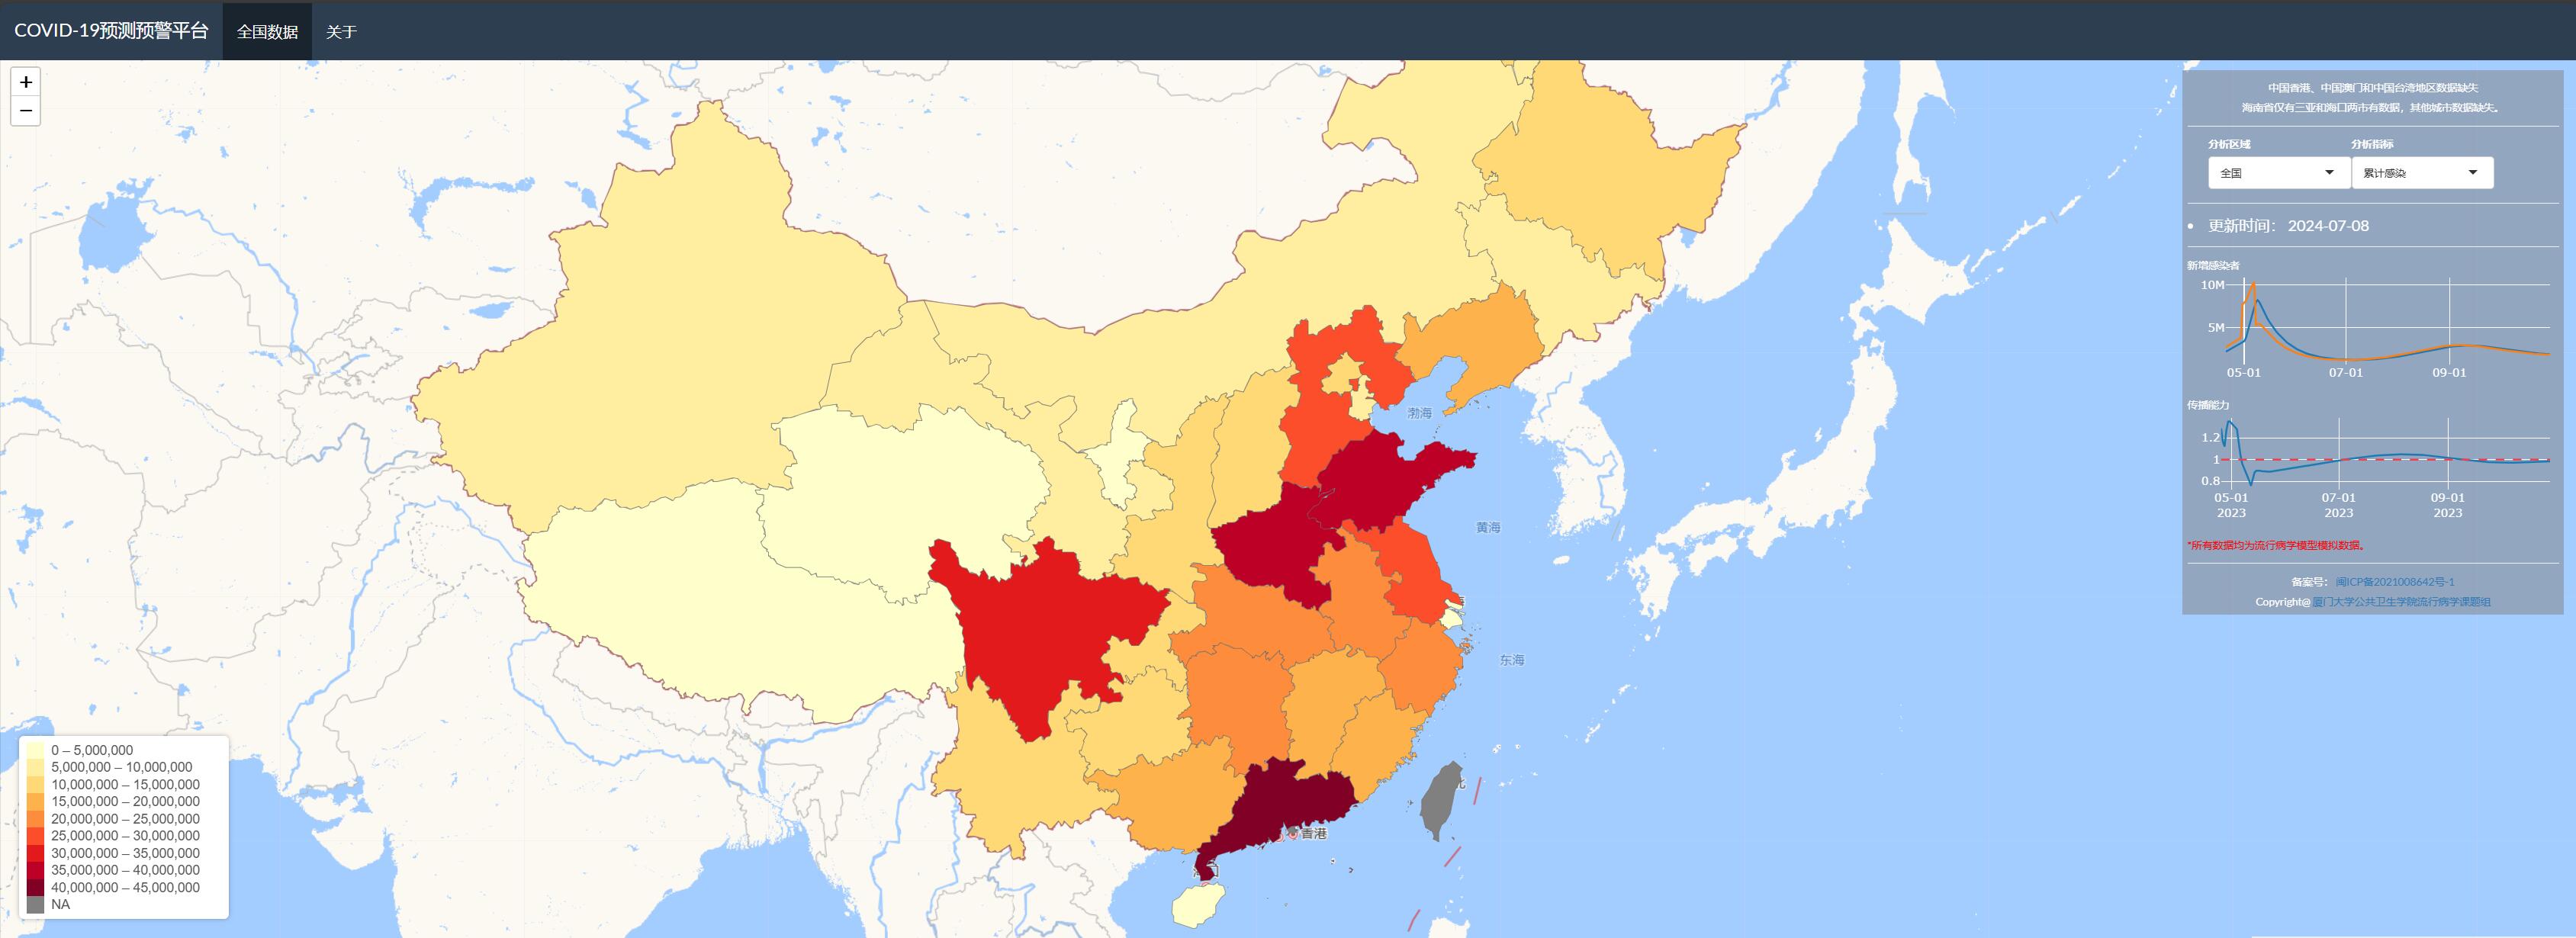 COVID-19预测预警平台
全国数据
关于
+
−
中国香港、中国澳门和中国台湾地区数据缺失
海南省仅有三亚和海口两市有数据，其他城市数据缺失。
分析区域
分析指标
全国
累计感染
更新时间： 2024-07-08
新增感染者
10M
5M
05-01
07-01
09-01
传播能力
1.2
1
0.8
05-01
2023
07-01
2023
09-01
2023
*所有数据均为流行病学模型模拟数据。
备案号： 闽ICP备2021008642号-1
Copyright@厦门大学公共卫生学院流行病学课题组
渤海
黄海
东海
香港
0 – 5,000,000
5,000,000 – 10,000,000
10,000,000 – 15,000,000
15,000,000 – 20,000,000
20,000,000 – 25,000,000
25,000,000 – 30,000,000
30,000,000 – 35,000,000
35,000,000 – 40,000,000
40,000,000 – 45,000,000
NA